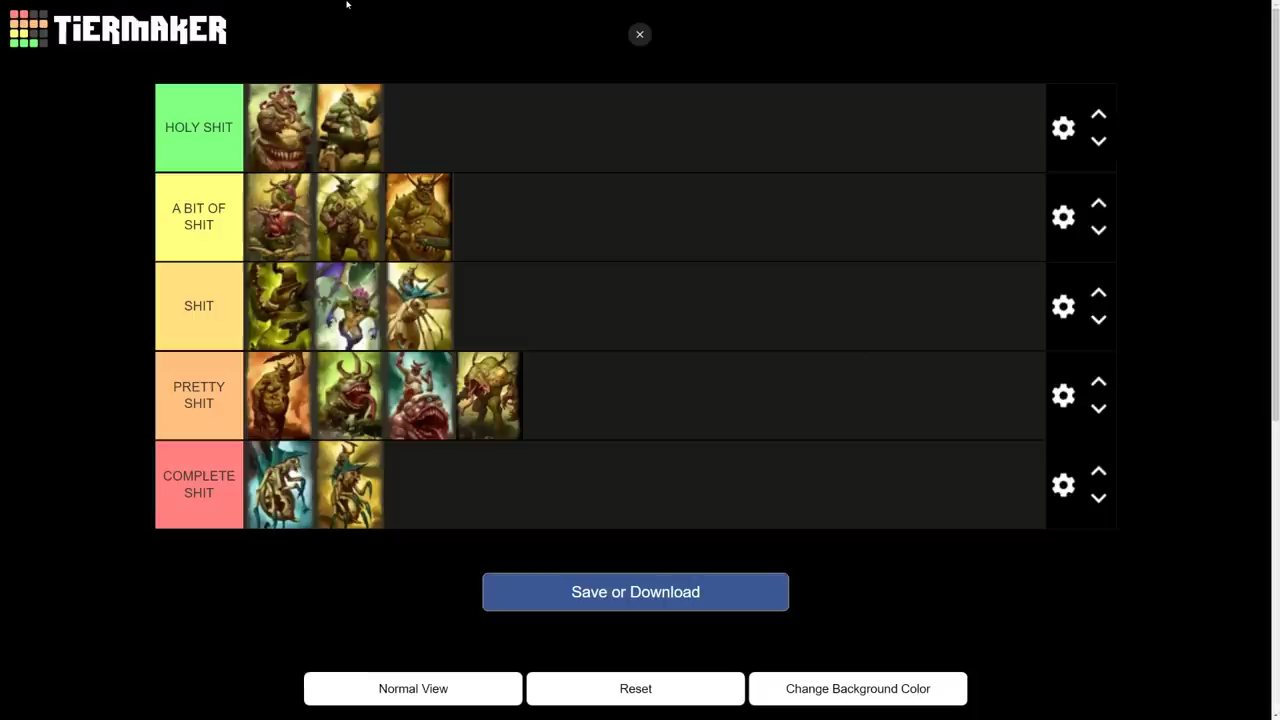 TIERMAKER
HOLY SHIT
A BIT OF
SHIT
SHIT
PRETTY
SHIT
COMPLETE
SHIT
Save or Download
Normal View
Reset
Change Background Color